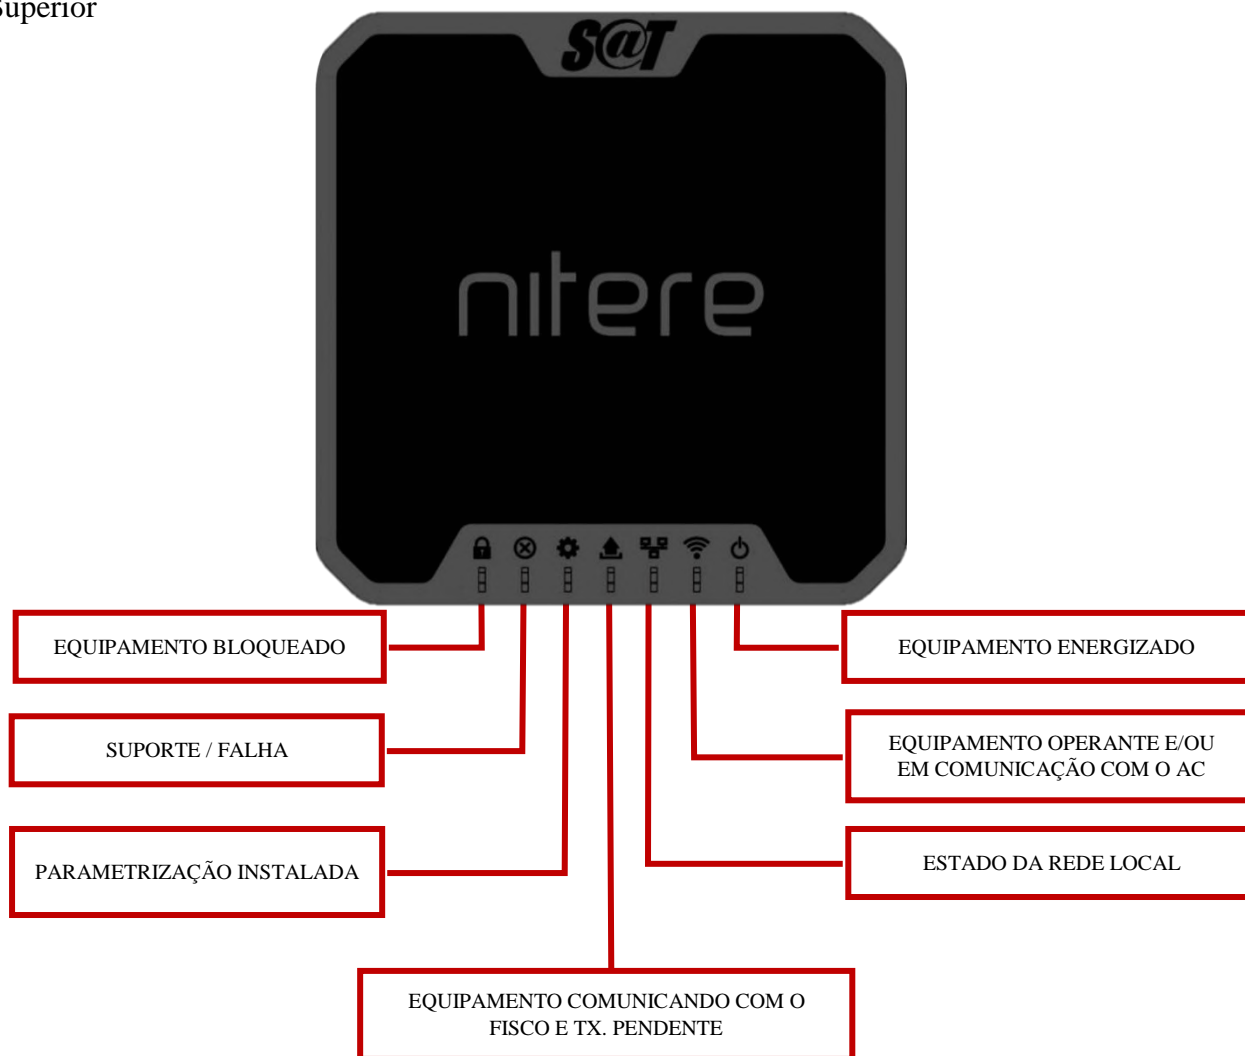 Superior
S@T
nitere
EQUIPAMENTO BLOQUEADO
EQUIPAMENTO ENERGIZADO
SUPORTE / FALHA
EQUIPAMENTO OPERANTE E/OU
EM COMUNICAÇÃO COM O AC
PARAMETRIZAÇÃO INSTALADA
ESTADO DA REDE LOCAL
EQUIPAMENTO COMUNICANDO COM O
FISCO E TX. PENDENTE